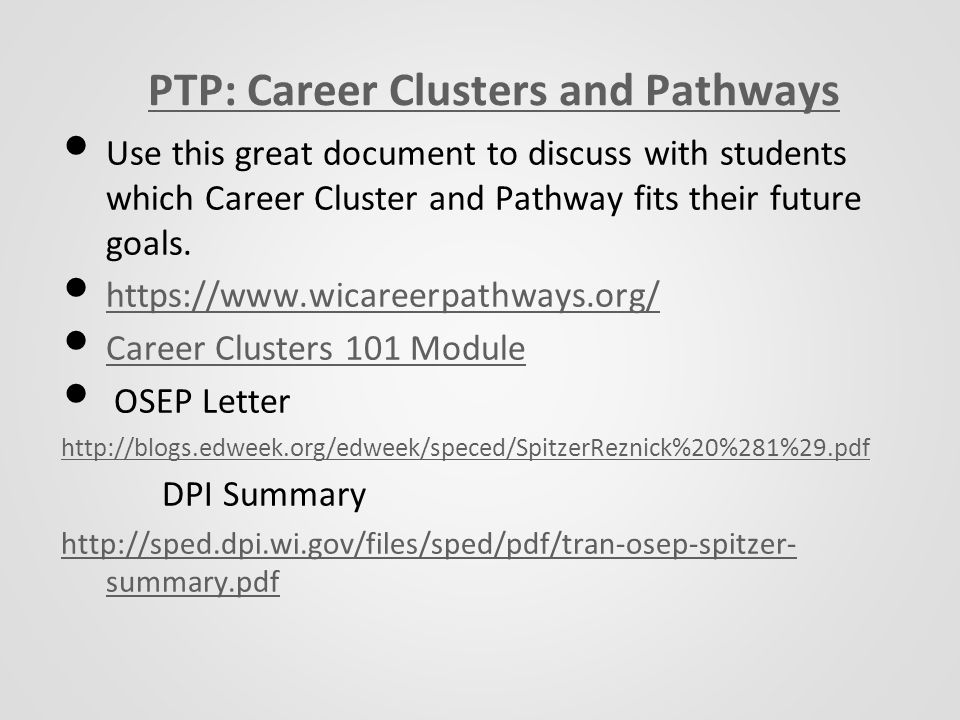 PTP: Career Clusters and Pathways
• Use this great document to discuss with students
which Career Cluster and Pathway fits their future
goals.
• https://www.wicareerpathways.org/
• Career Clusters 101 Module
• OSEP Letter
http://blogs.edweek.org/edweek/speced/SpitzerReznick%20%281%29.pdf
DPI Summary
http://sped.dpi.wi.gov/files/sped/pdf/tran-osep-spitzer-
summary.pdf